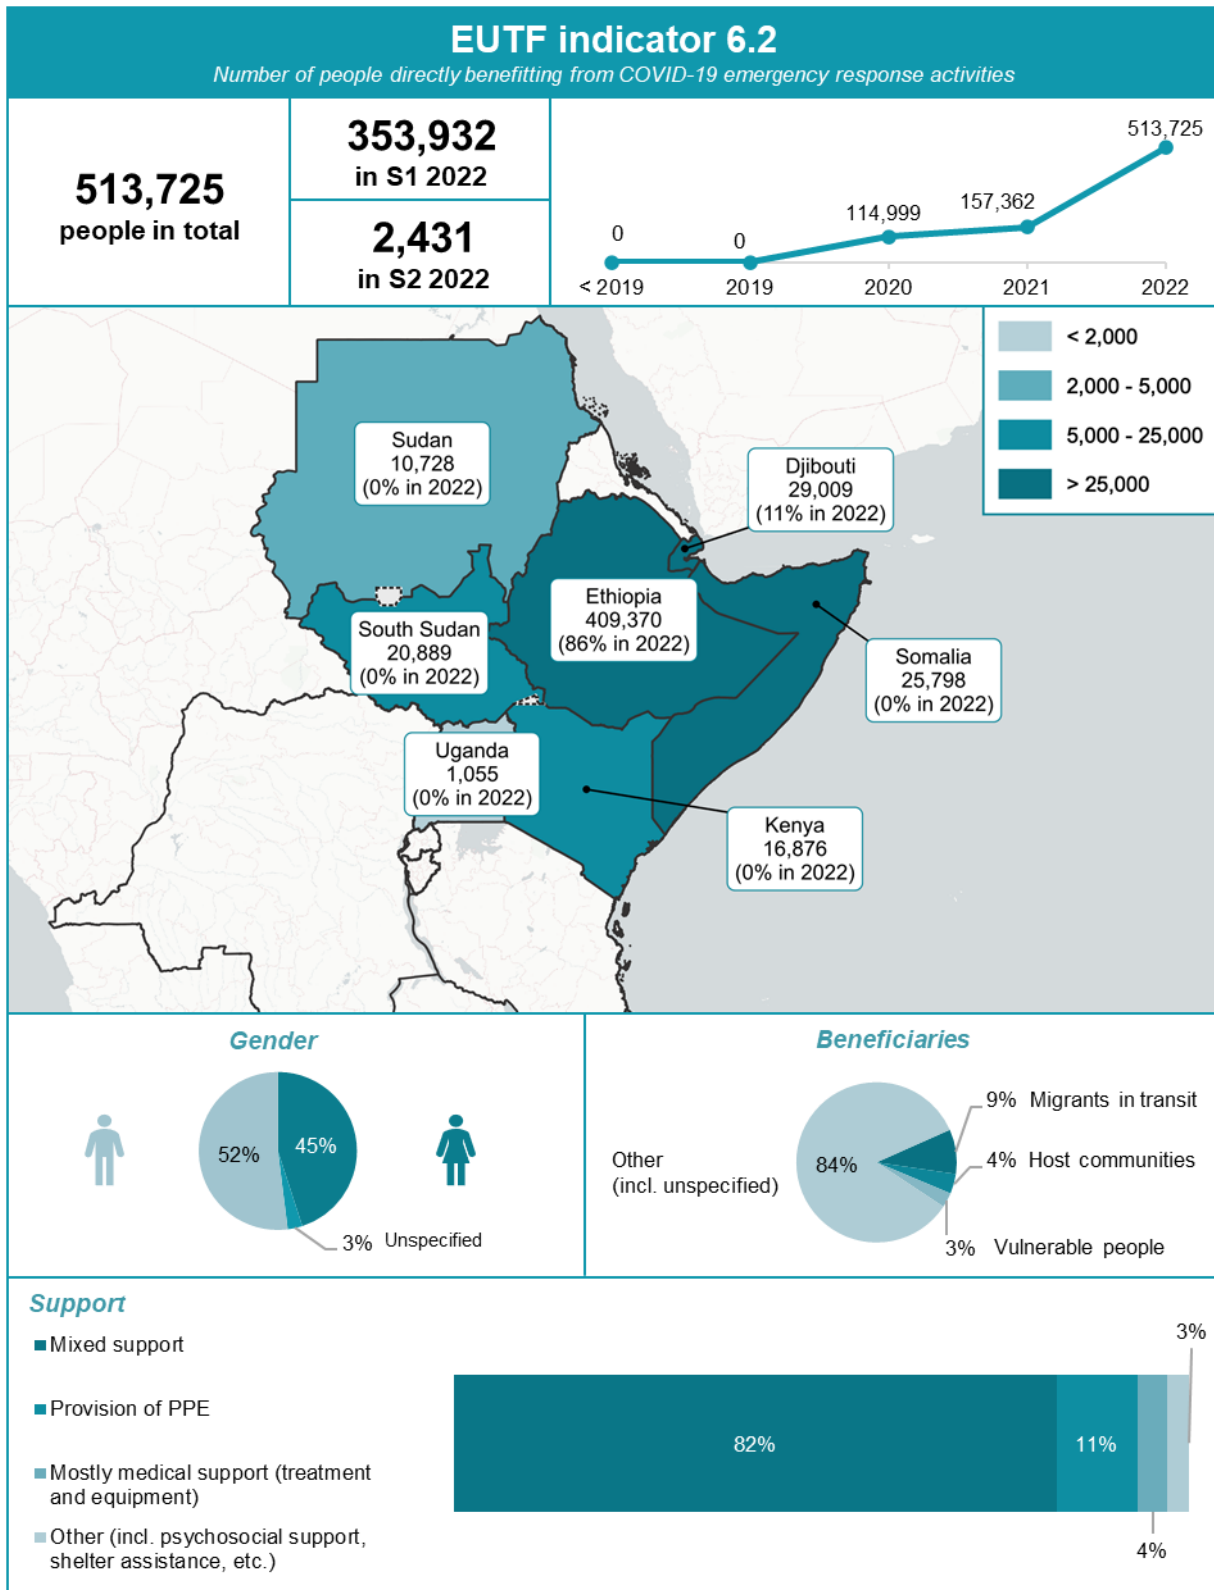 EUTF indicator 6.2
Number of people directly benefitting from COVID-19 emergency response activities
513,725
people in total
353,932
in S1 2022
2,431
in S2 2022
0
0
114,999
157,362
513,725
< 2019
2019
2020
2021
2022
< 2,000
2,000 - 5,000
5,000 - 25,000
> 25,000
Sudan
10,728
(0% in 2022)
Djibouti
29,009
(11% in 2022)
Ethiopia
409,370
(86% in 2022)
South Sudan
20,889
(0% in 2022)
Somalia
25,798
(0% in 2022)
Uganda
1,055
(0% in 2022)
Kenya
16,876
(0% in 2022)
Gender
52%
45%
3% Unspecified
Beneficiaries
9% Migrants in transit
4% Host communities
Other
(incl. unspecified)
84%
3% Vulnerable people
Support
Mixed support
Provision of PPE
Mostly medical support (treatment
and equipment)
Other (incl. psychosocial support,
shelter assistance, etc.)
3%
82%
11%
4%